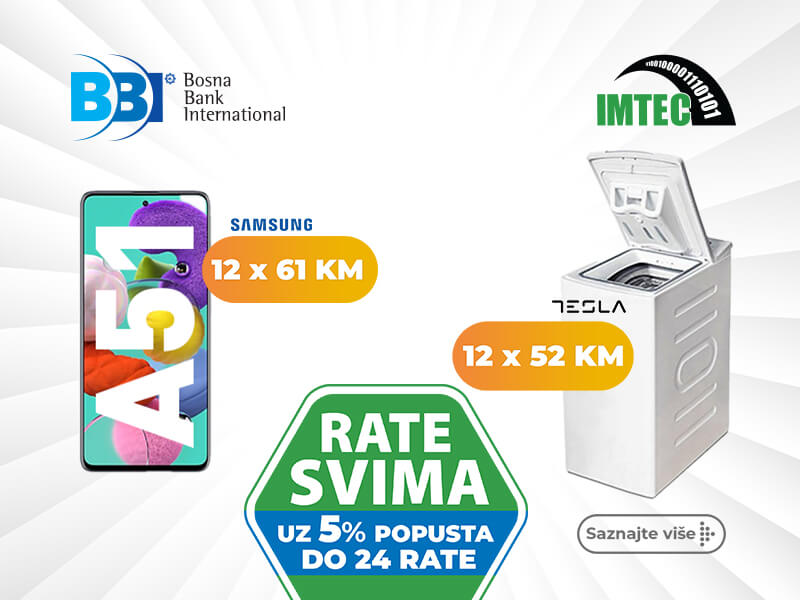 BBI
Bosna
Bank
International
IMTEC
SAMSUNG
12 x 61 KM
A51
TESLA
12 x 52 KM
RATE
SVIMA
UZ 5% POPUSTA
DO 24 RATE
Saznajte više